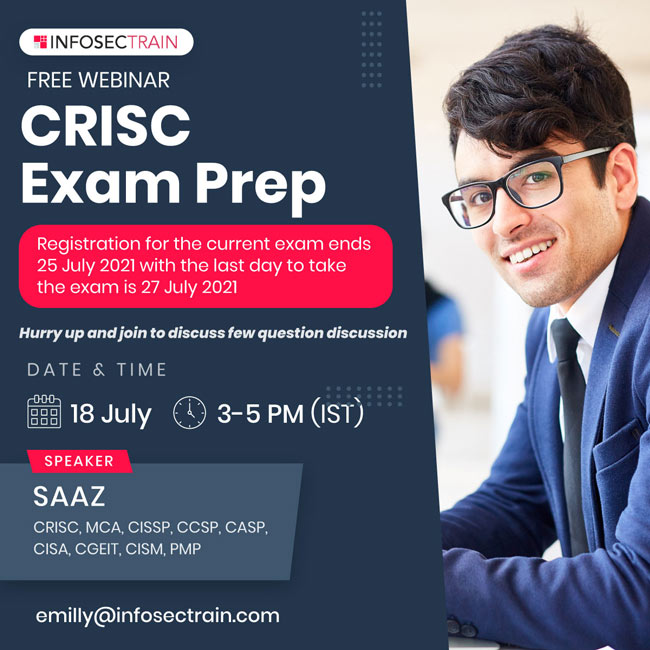 INFOSECTRAIN
FREE WEBINAR
CRISC
Exam Prep
Registration for the current exam ends
25 July 2021 with the last day to take
the exam is 27 July 2021
Hurry up and join to discuss few question discussion
DATE & TIME
18 July 3-5 PM (IST)
SPEAKER
SAAZ
CRISC, MCA, CISSP, CCSP, CASP,
CISA, CGEIT, CISM, PMP
emilly@infosectrain.com